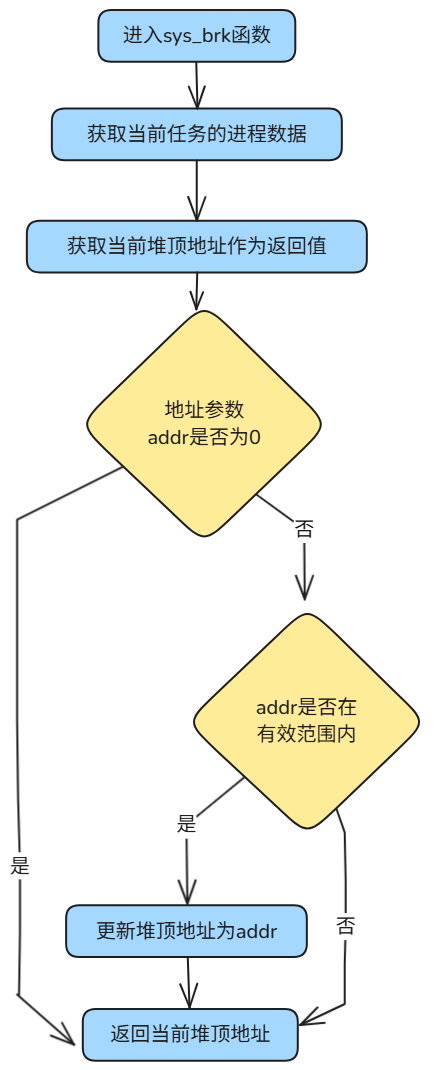 进入sys_brk函数
获取当前任务的进程数据
获取当前堆顶地址作为返回值
地址参数
addr是否为0
否
addr是否在
有效范围内
是
是
否
更新堆顶地址为addr
返回当前堆顶地址